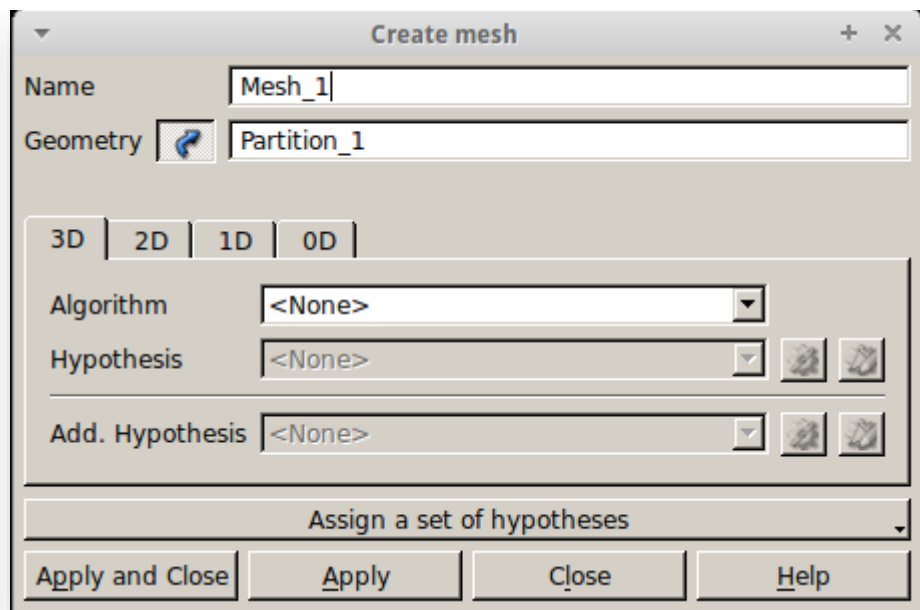 Create mesh
Name Mesh_1
Geometry Partition_1
3D 2D 1D 0D
Algorithm <None>
Hypothesis <None>
Add. Hypothesis <None>
Assign a set of hypotheses
Apply and Close Apply Close Help